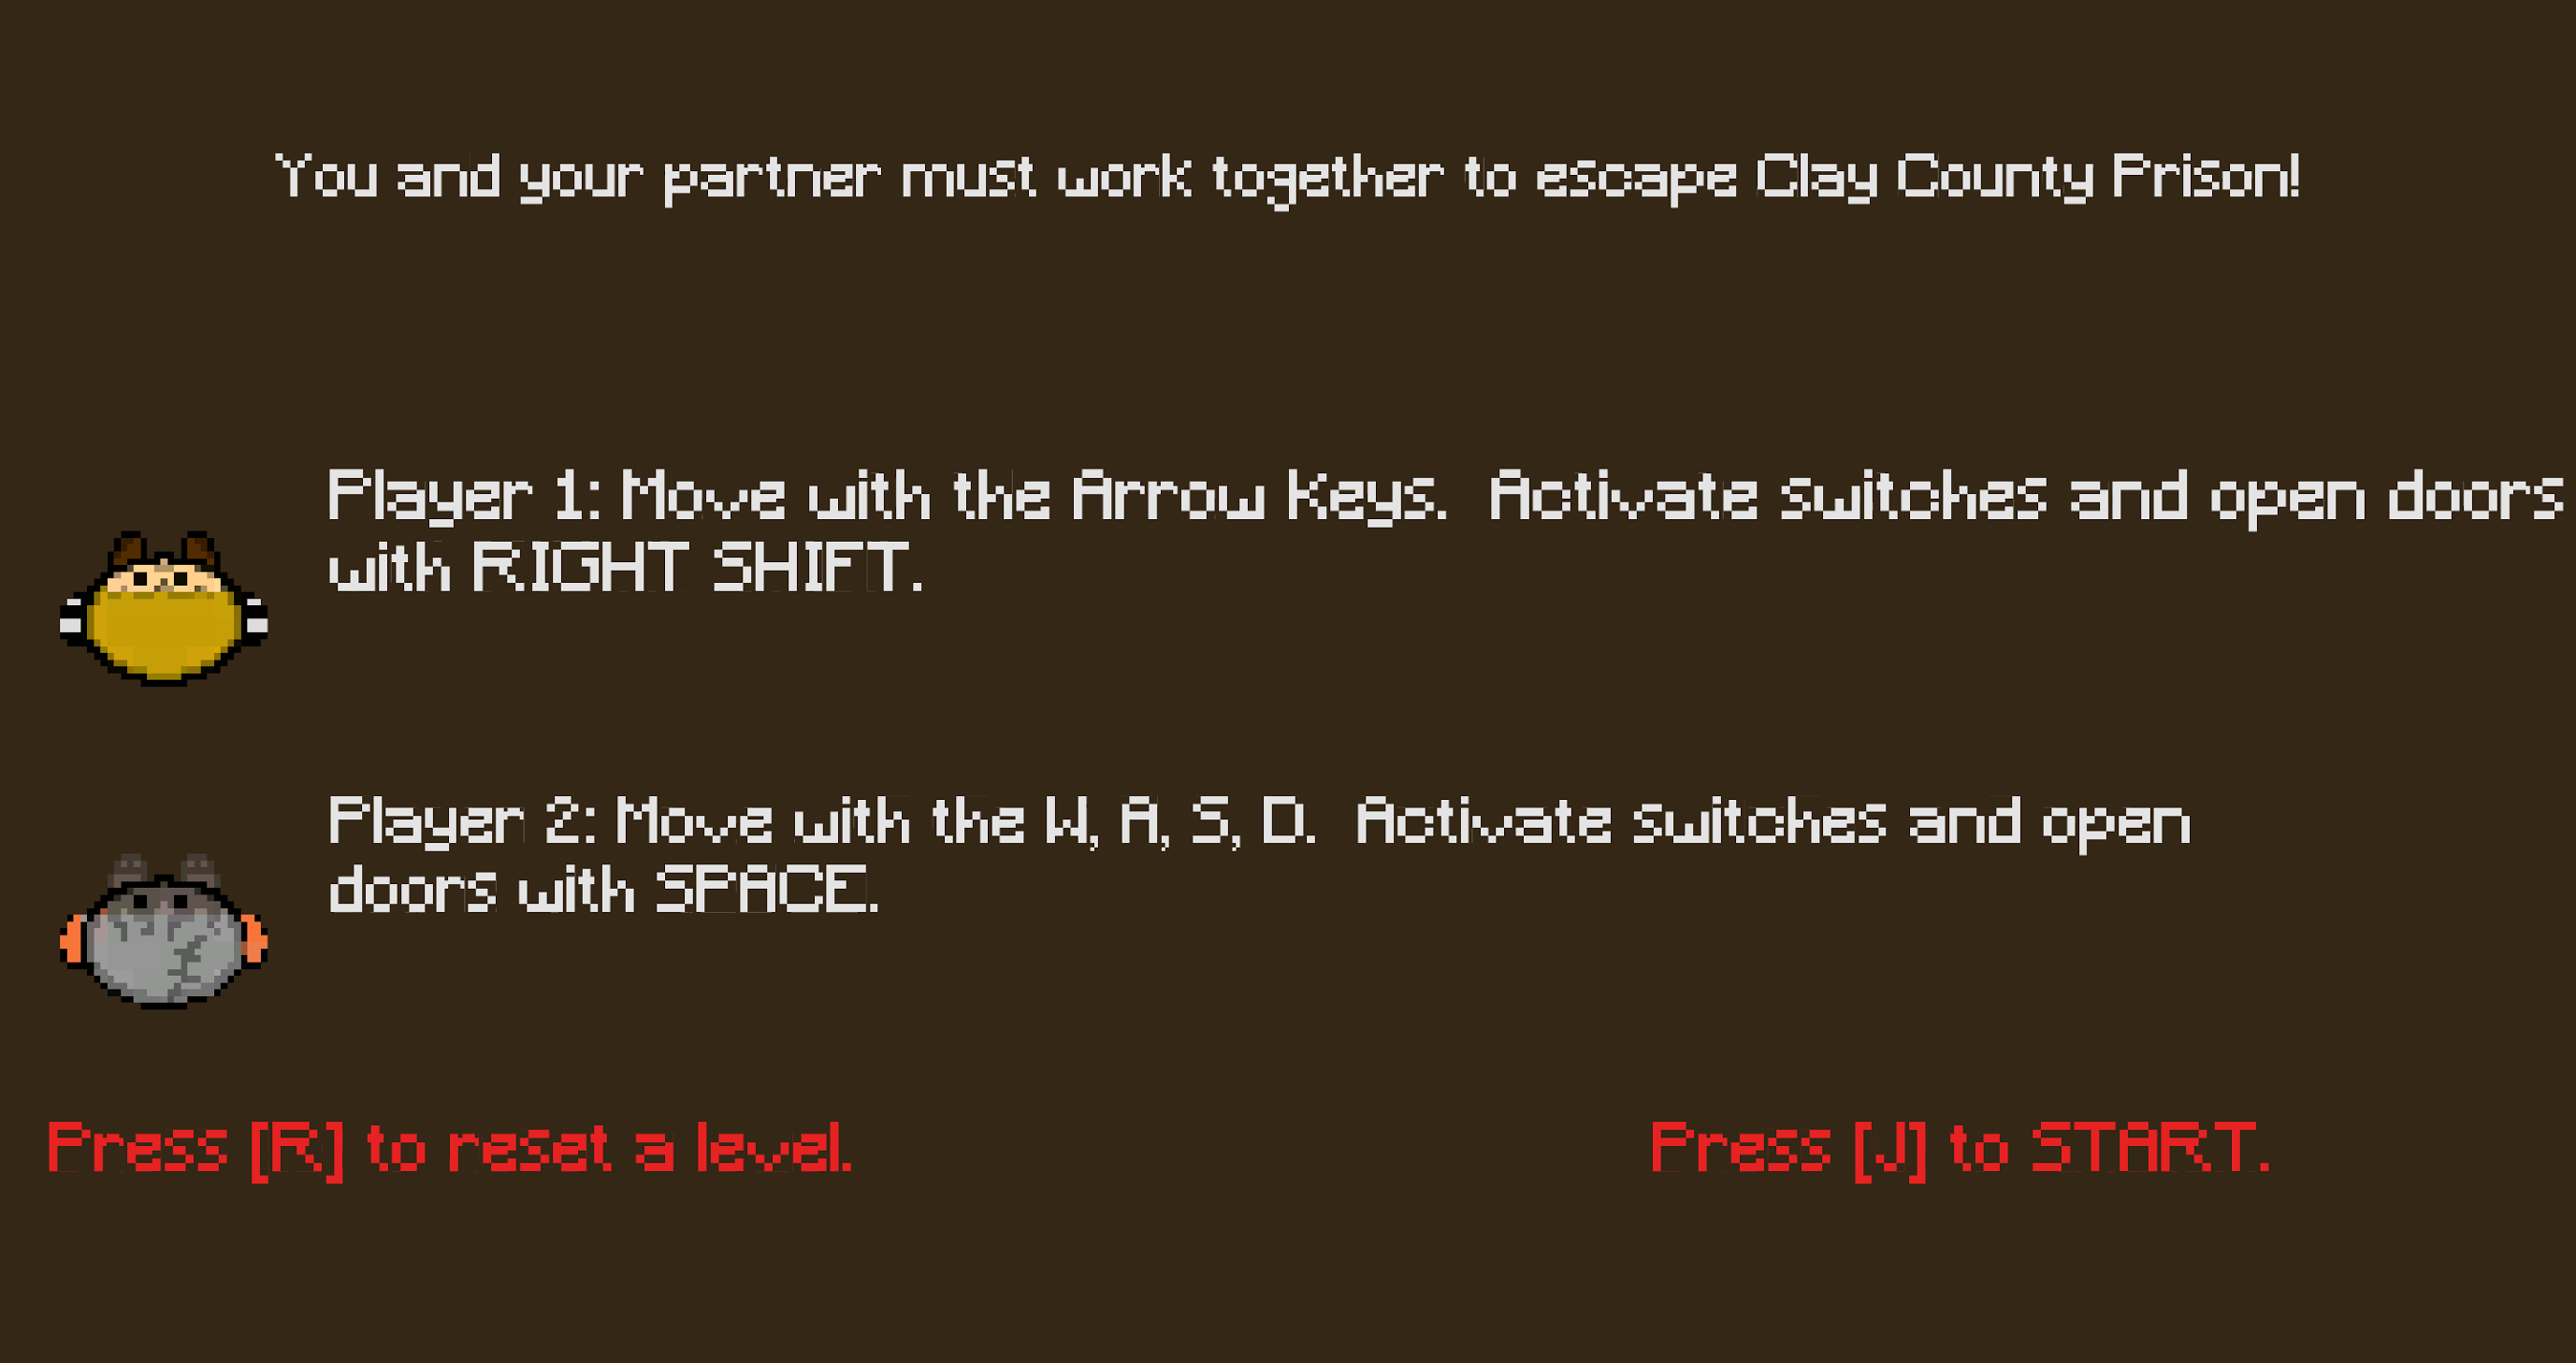 You and your partner must work together to escape Clay County Prison!
Player 1: Move with the Arrow Keys.  Activate switches and open doors
with RIGHT SHIFT.
Player 2: Move with the W, A, S, D.  Activate switches and open
doors with SPACE.
Press [R] to reset a level.
Press [J] to START.